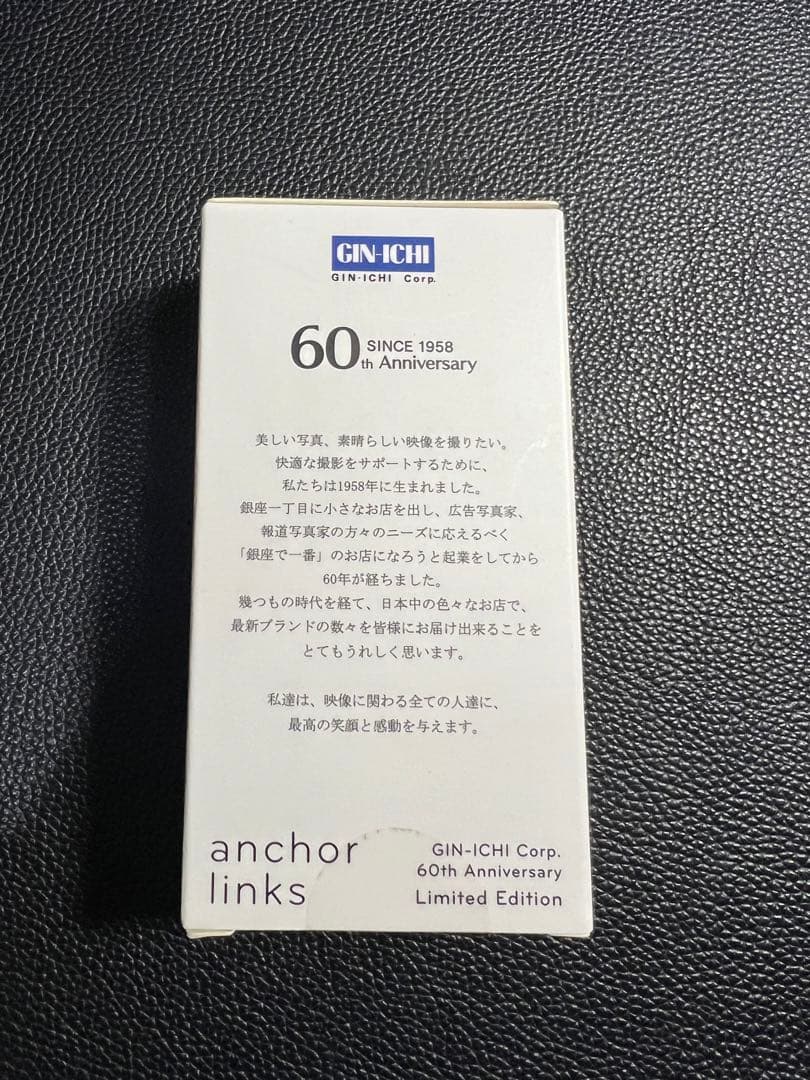 GIN-ICHI
GIN-ICHI Corp.
60th Anniversary
SINCE 1958
美しい写真、素晴らしい映像を撮りたい。
快適な撮影をサポートするために、
私たちは1958年に生まれました。
銀座一丁目に小さなお店を出し、広告写真家、
報道写真家の方々のニーズに応えるべく
「銀座で一番」のお店になろうと起業をしてから
60年が経ちました。
幾つもの時代を経て、日本中の色々なお店で、
最新ブランドの数々を皆様にお届け出来ることを
とてもうれしく思います。
私達は、映像に関わる全ての人達に、
最高の笑顔と感動を与えます。
anchor
links
GIN-ICHI Corp.
60th Anniversary
Limited Edition